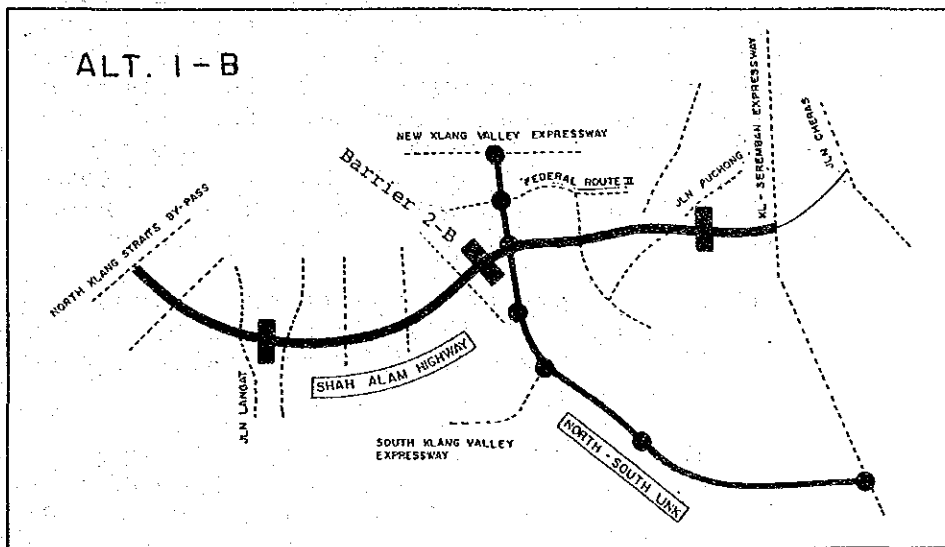 ALT. 1-B
NEW KLANG VALLEY EXPRESSWAY
Barrier 2-B
FEDERAL ROUTE II
JLN PUCHONG
KL - SEREMBAN EXPRESSWAY
JLN CHERAS
NORTH KLANG STRAITS BY-PASS
JLN LANGAT
SHAH ALAM HIGHWAY
SOUTH KLANG VALLEY
EXPRESSWAY
NORTH - SOUTH LINK